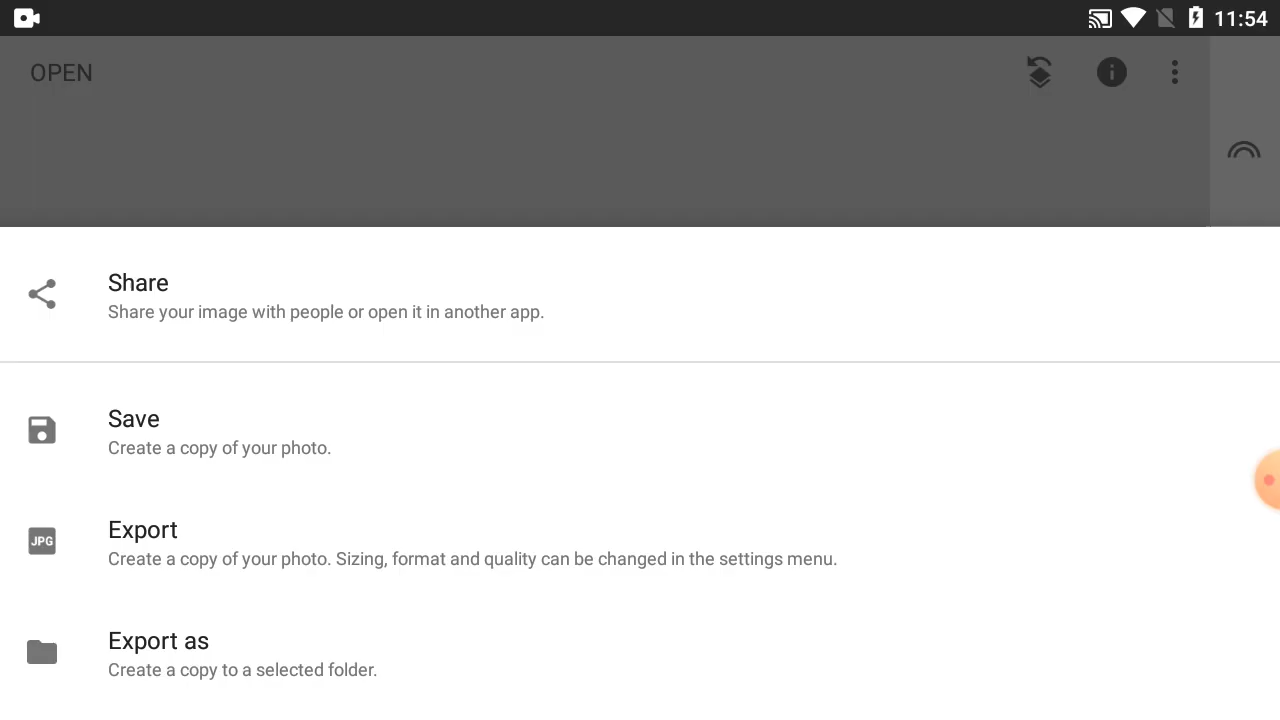 11:54
OPEN
Share
Share your image with people or open it in another app.
Save
Create a copy of your photo.
JPG
Export
Create a copy of your photo. Sizing, format and quality can be changed in the settings menu.
Export as
Create a copy to a selected folder.